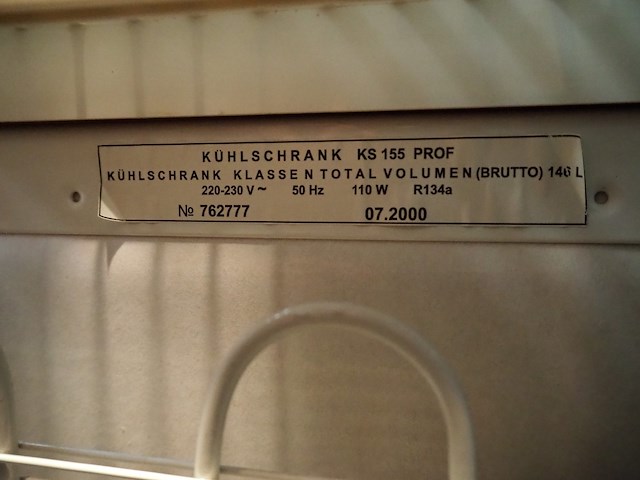 KÜHLSCHRANK KS 155 PROF
KÜHLSCHRANK KLASSEN TOTAL VOLUMEN (BRUTTO) 146 L
220-230 V ~ 50 Hz 110 W R134a
№ 762777 07.2000